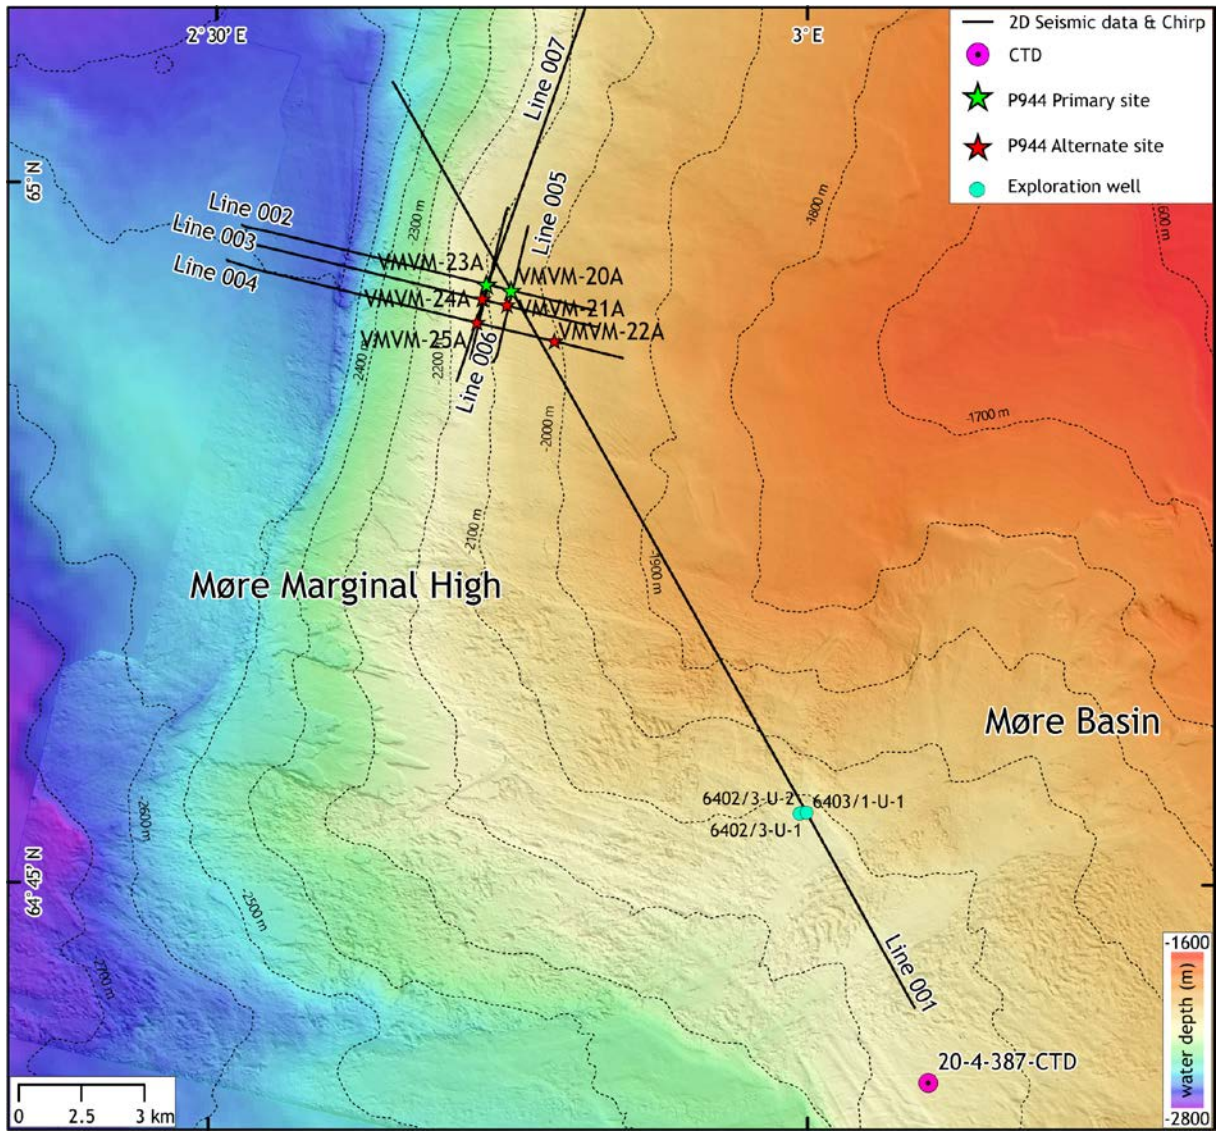 2° 30' E
3° E
2D Seismic data & Chirp
CTD
P944 Primary site
P944 Alternate site
Exploration well
Line 007
65° N
Line 002
Line 003
Line 004
Line 005
-2300 m
-1800 m
600 m
VMVM-23A
VMVM-20A
VMVM-24A
VMVM-21A
VMVM-25A
VMVM-22A
Line 006
-2400 m
-2200
-2000 m
-1700 m
-2100 m
-1900 m
Møre Marginal High
Møre Basin
6402/3-U-2
6403/1-U-1
6402/3-U-1
-2600 m
64° 45' N
-2500 m
-2700 m
Line 001
20-4-387-CTD
-1600
water depth (m)
-2800
0 2.5 3 km